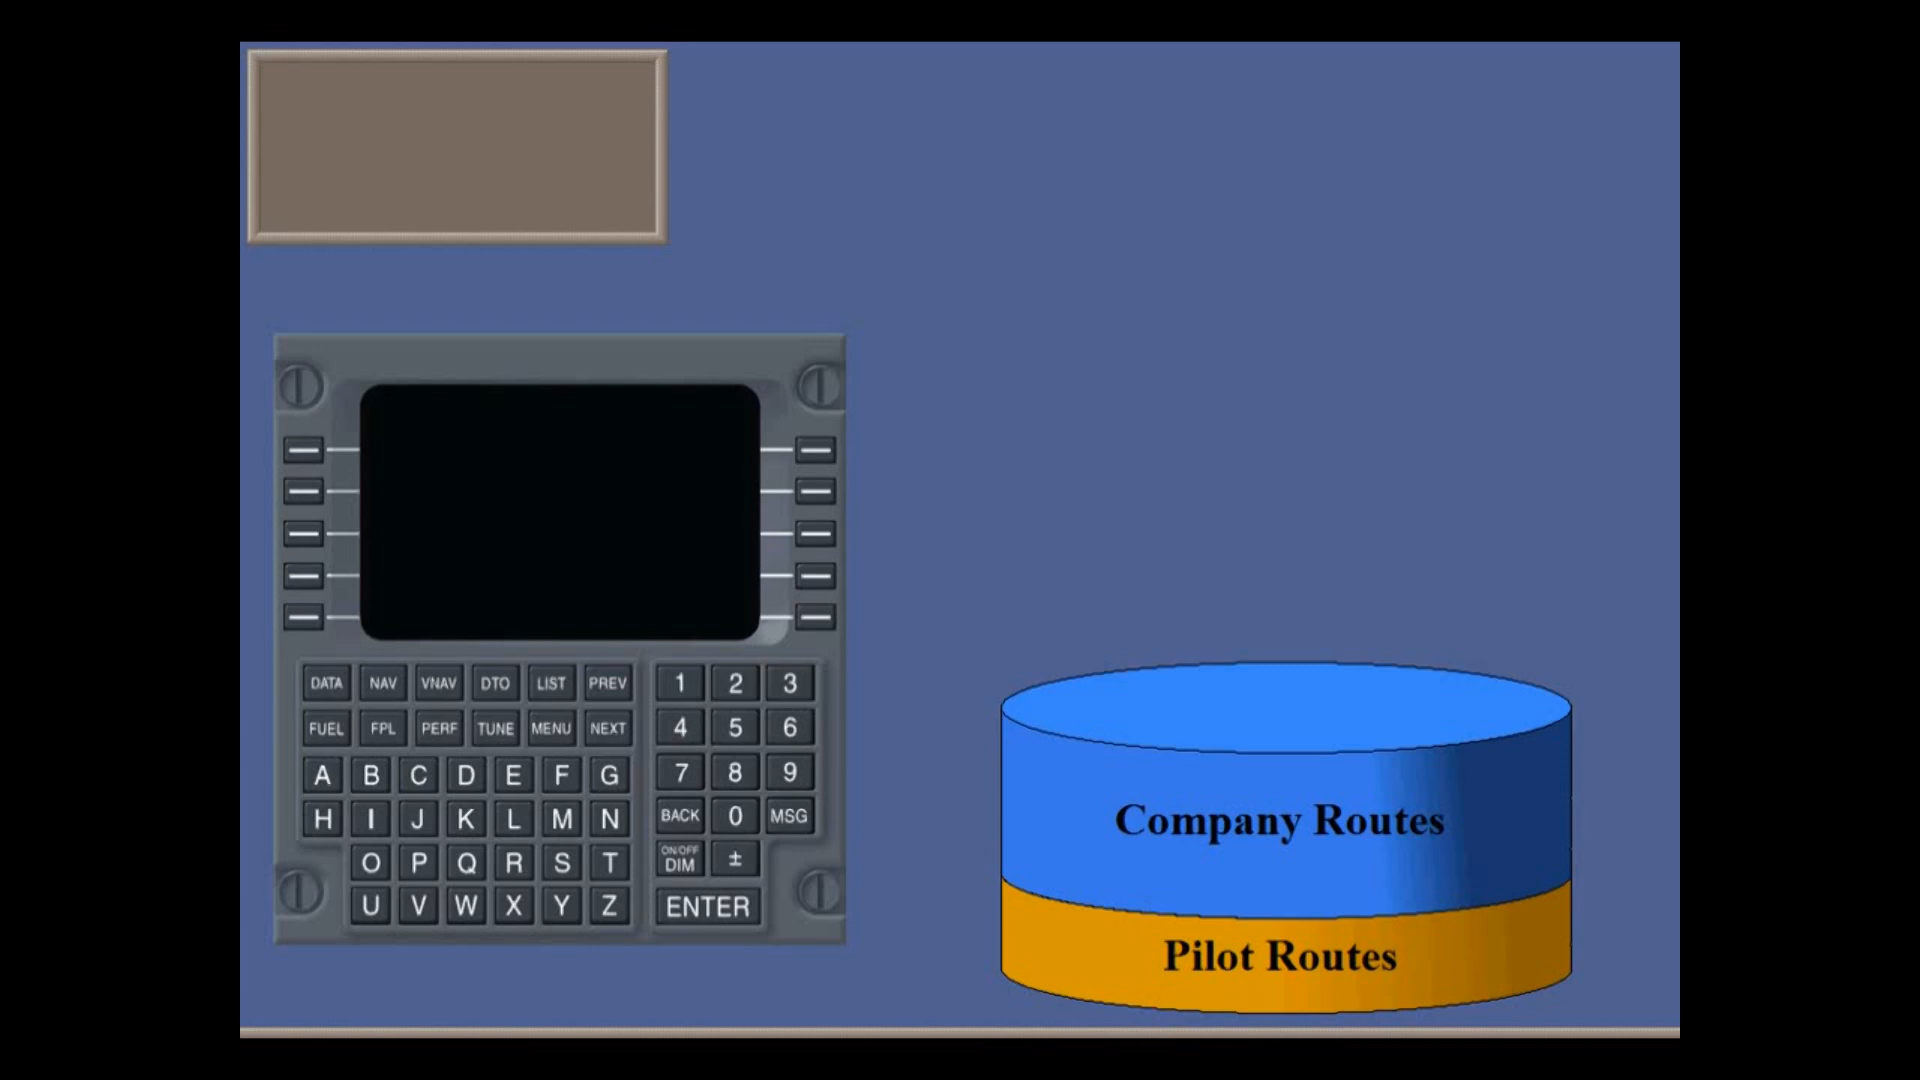 DATA NAV VNAV DTO LIST PREV 1 2 3
FUEL FPL PERF TUNE MENU NEXT 4 5 6
A B C D E F G 7 8 9
H I J K L M N BACK 0 MSG
O P Q R S T ON/OFF DIM ±
U V W X Y Z ENTER
Company Routes
Pilot Routes